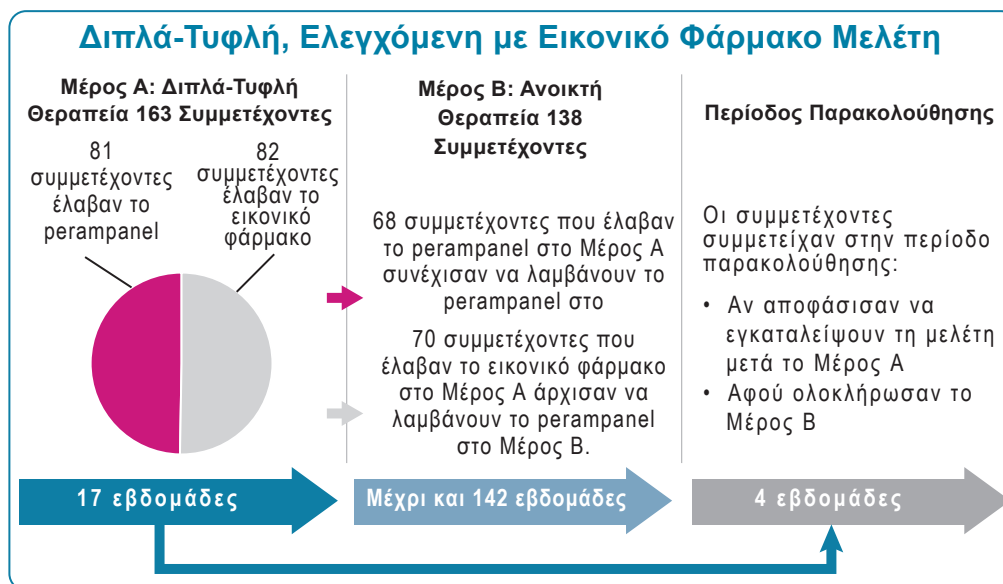 Διπλά-Τυφλή, Ελεγχόμενη με Εικονικό Φάρμακο Μελέτη
Μέρος Α: Διπλά-Τυφλή
Θεραπεία 163 Συμμετέχοντες
81
συμμετέχοντες
έλαβαν το
perampanel
82
συμμετέχοντες
έλαβαν το
εικονικό
φάρμακο
Μέρος Β: Ανοικτή
Θεραπεία 138
Συμμετέχοντες
68 συμμετέχοντες που έλαβαν
το perampanel στο Μέρος Α
συνέχισαν να λαμβάνουν το
perampanel στο
70 συμμετέχοντες που
έλαβαν το εικονικό φάρμακο
στο Μέρος Α άρχισαν να
λαμβάνουν το perampanel
στο Μέρος Β.
Περίοδος Παρακολούθησης
Οι συμμετέχοντες
συμμετείχαν στην περίοδο
παρακολούθησης:
• Αν αποφάσισαν να
εγκαταλείψουν τη μελέτη
μετά το Μέρος Α
• Αφού ολοκλήρωσαν το
Μέρος Β
17 εβδομάδες
Μέχρι και 142 εβδομάδες
4 εβδομάδες